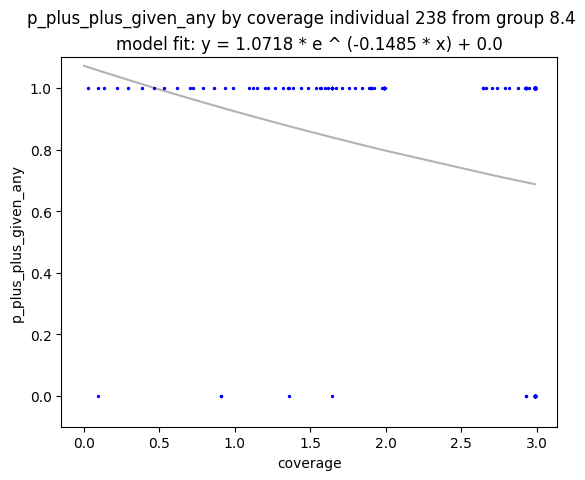 p_plus_plus_given_any by coverage individual 238 from group 8.4
model fit: y = 1.0718 * e ^ (-0.1485 * x) + 0.0
p_plus_plus_given_any
1.0
0.8
0.6
0.4
0.2
0.0
0.0 0.5 1.0 1.5 2.0 2.5 3.0
coverage